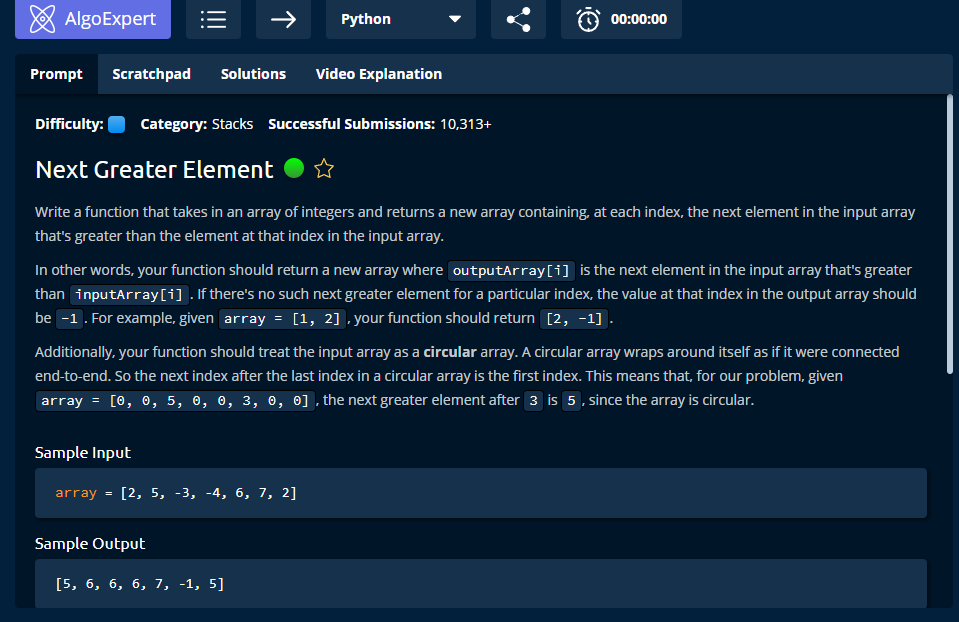 AlgoExpert Python 00:00:00
Prompt Scratchpad Solutions Video Explanation
Difficulty: Category: Stacks Successful Submissions: 10,313+
Next Greater Element
Write a function that takes in an array of integers and returns a new array containing, at each index, the next element in the input array
that's greater than the element at that index in the input array.
In other words, your function should return a new array where outputArray[i] is the next element in the input array that's greater
than inputArray[i] . If there's no such next greater element for a particular index, the value at that index in the output array should
be -1 . For example, given array = [1, 2] , your function should return [2, -1] .
Additionally, your function should treat the input array as a circular array. A circular array wraps around itself as if it were connected
end-to-end. So the next index after the last index in a circular array is the first index. This means that, for our problem, given
array = [0, 0, 5, 0, 0, 3, 0, 0] , the next greater element after 3 is 5 , since the array is circular.
Sample Input
array = [2, 5, -3, -4, 6, 7, 2]
Sample Output
[5, 6, 6, 6, 7, -1, 5]